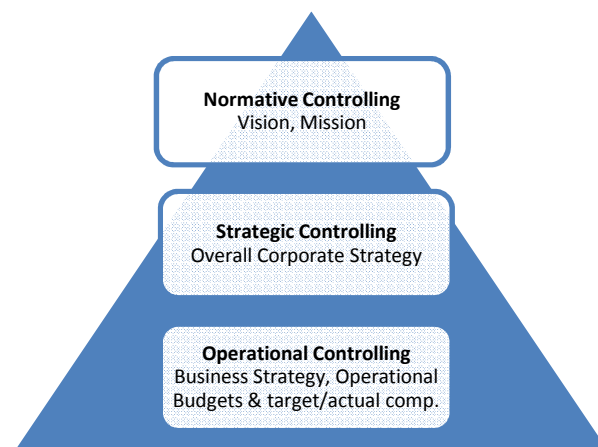 Normative Controlling
Vision, Mission
Strategic Controlling
Overall Corporate Strategy
Operational Controlling
Business Strategy, Operational
Budgets & target/actual comp.